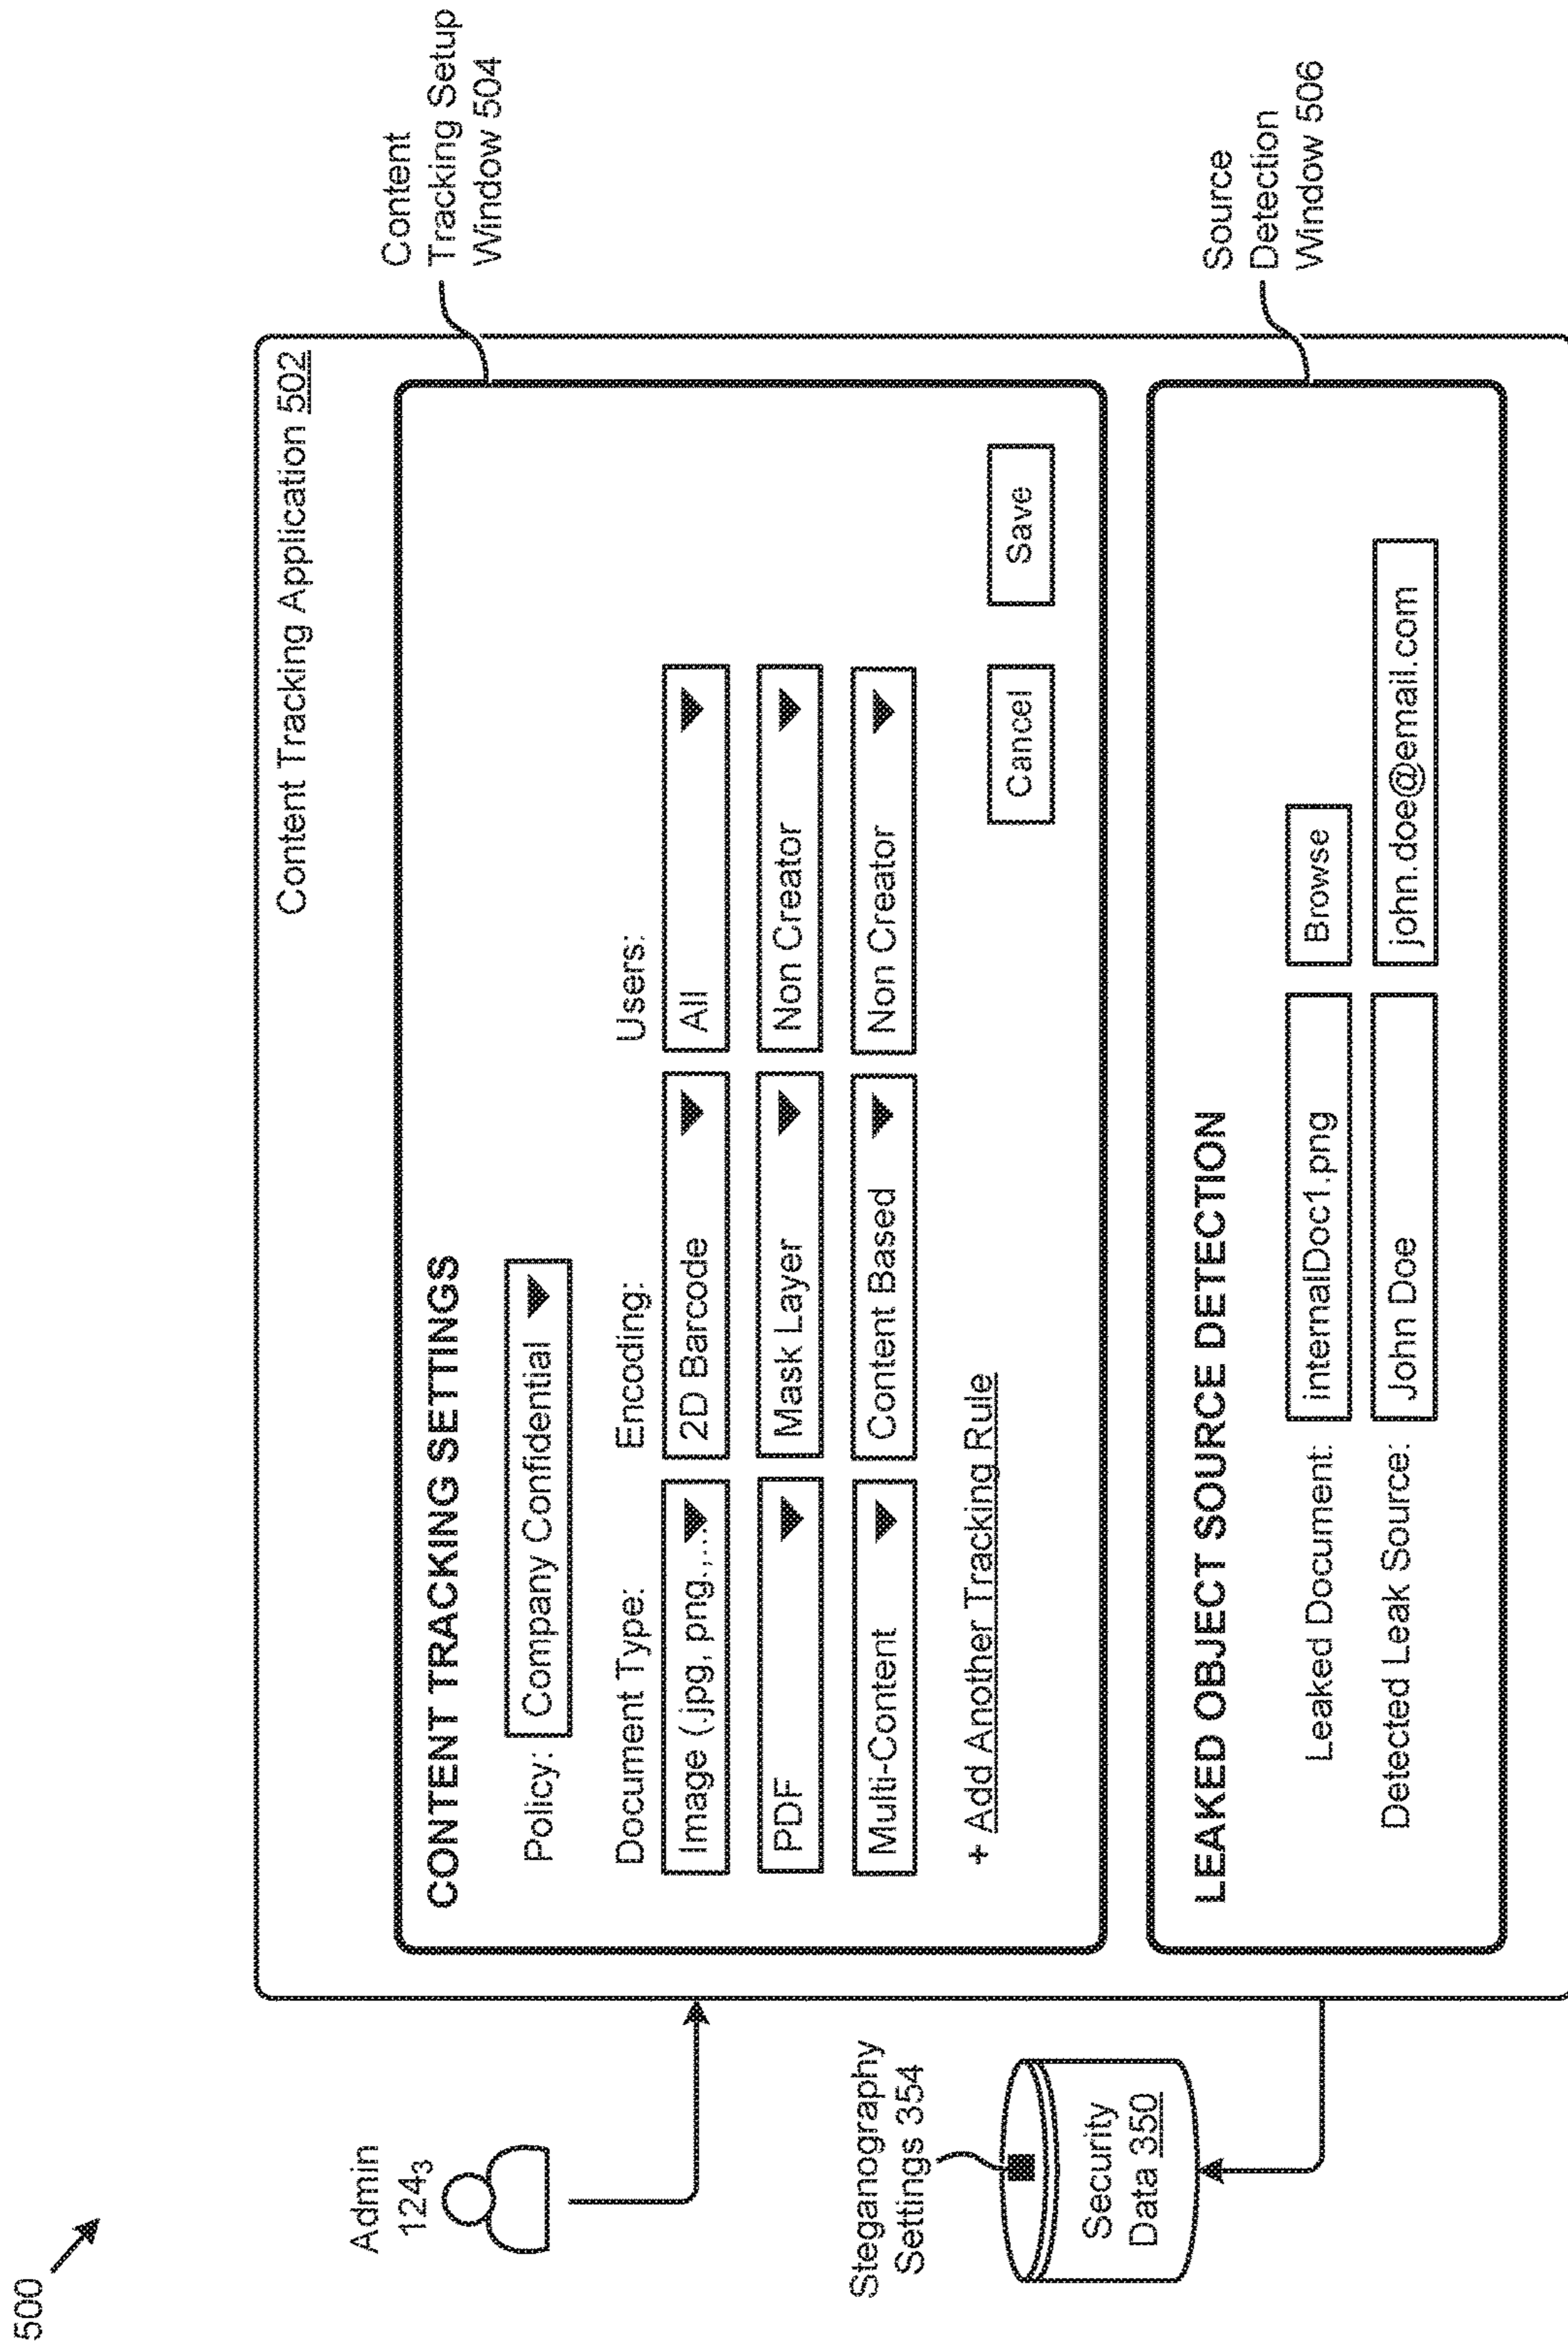 500
Admin
124₃
Content Tracking Application 502
Content
Tracking Setup
Window 504
CONTENT TRACKING SETTINGS
Policy: Company Confidential
Document Type: Encoding: Users:
Image (.jpg, png.,... 2D Barcode All
PDF Mask Layer Non Creator
Multi-Content Content Based Non Creator
+ Add Another Tracking Rule
Cancel Save
Steganography
Settings 354
Security
Data 350
Source
Detection
Window 506
LEAKED OBJECT SOURCE DETECTION
Leaked Document: internalDoc1.png Browse
Detected Leak Source: John Doe john.doe@email.com